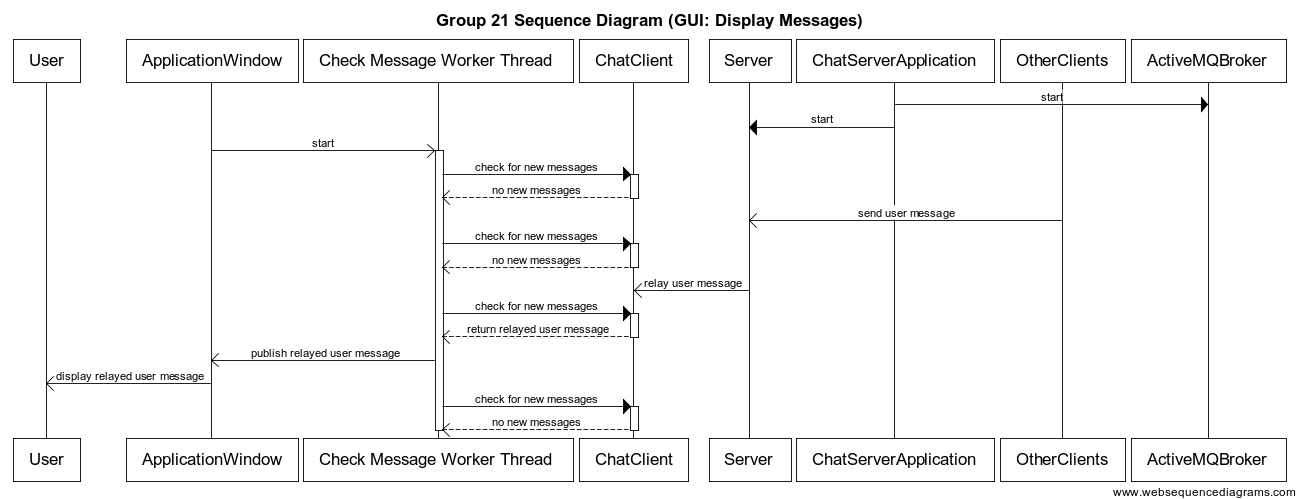 Group 21 Sequence Diagram (GUI: Display Messages)
User ApplicationWindow Check Message Worker Thread ChatClient Server ChatServerApplication OtherClients ActiveMQBroker
start
start
start
check for new messages
no new messages
send user message
check for new messages
no new messages
relay user message
check for new messages
return relayed user message
publish relayed user message
display relayed user message
check for new messages
no new messages
User ApplicationWindow Check Message Worker Thread ChatClient Server ChatServerApplication OtherClients ActiveMQBroker
www.websequencediagrams.com